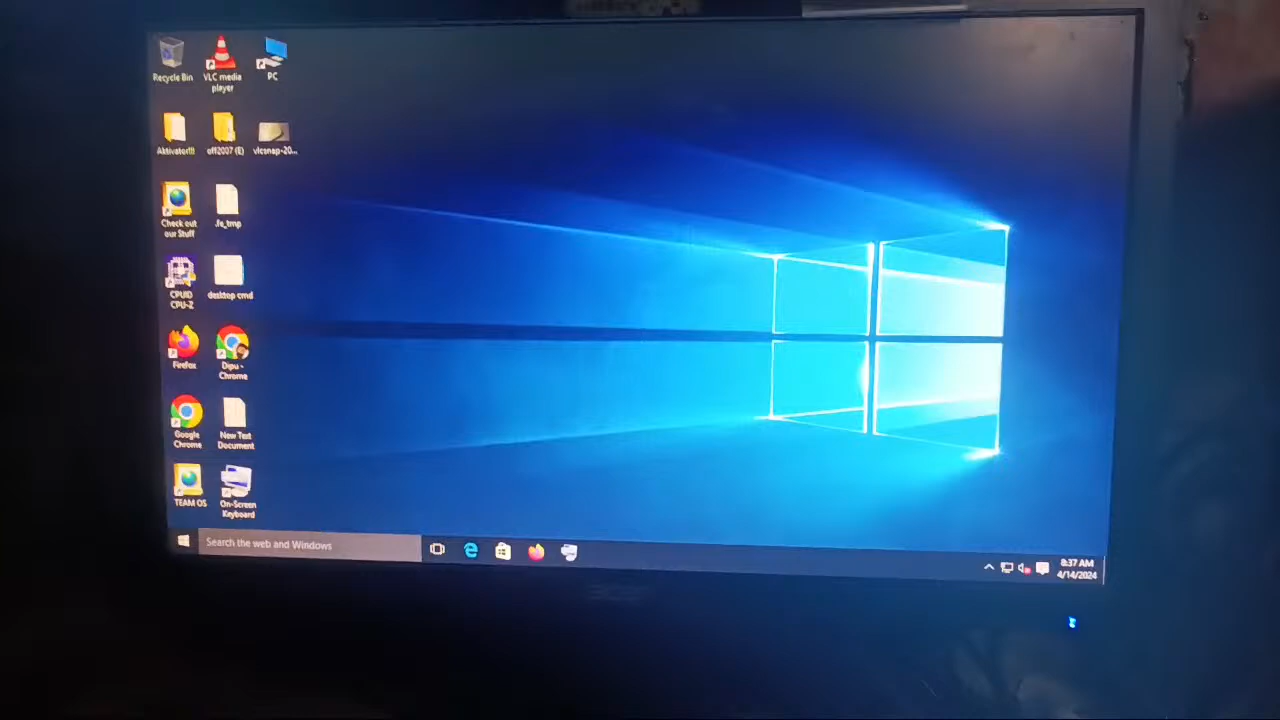 Recycle Bin
VLC media
player
PC
Aktivator!!!
off2007 (E)
vlcsnap-20...
Check out
our Stuff
.fe_tmp
CPUID
CPU-Z
desktop cmd
Firefox
Dipu -
Chrome
Google
Chrome
New Text
Document
TEAM OS
On-Screen
Keyboard
Search the web and Windows
8:37 AM
4/14/2024
acer